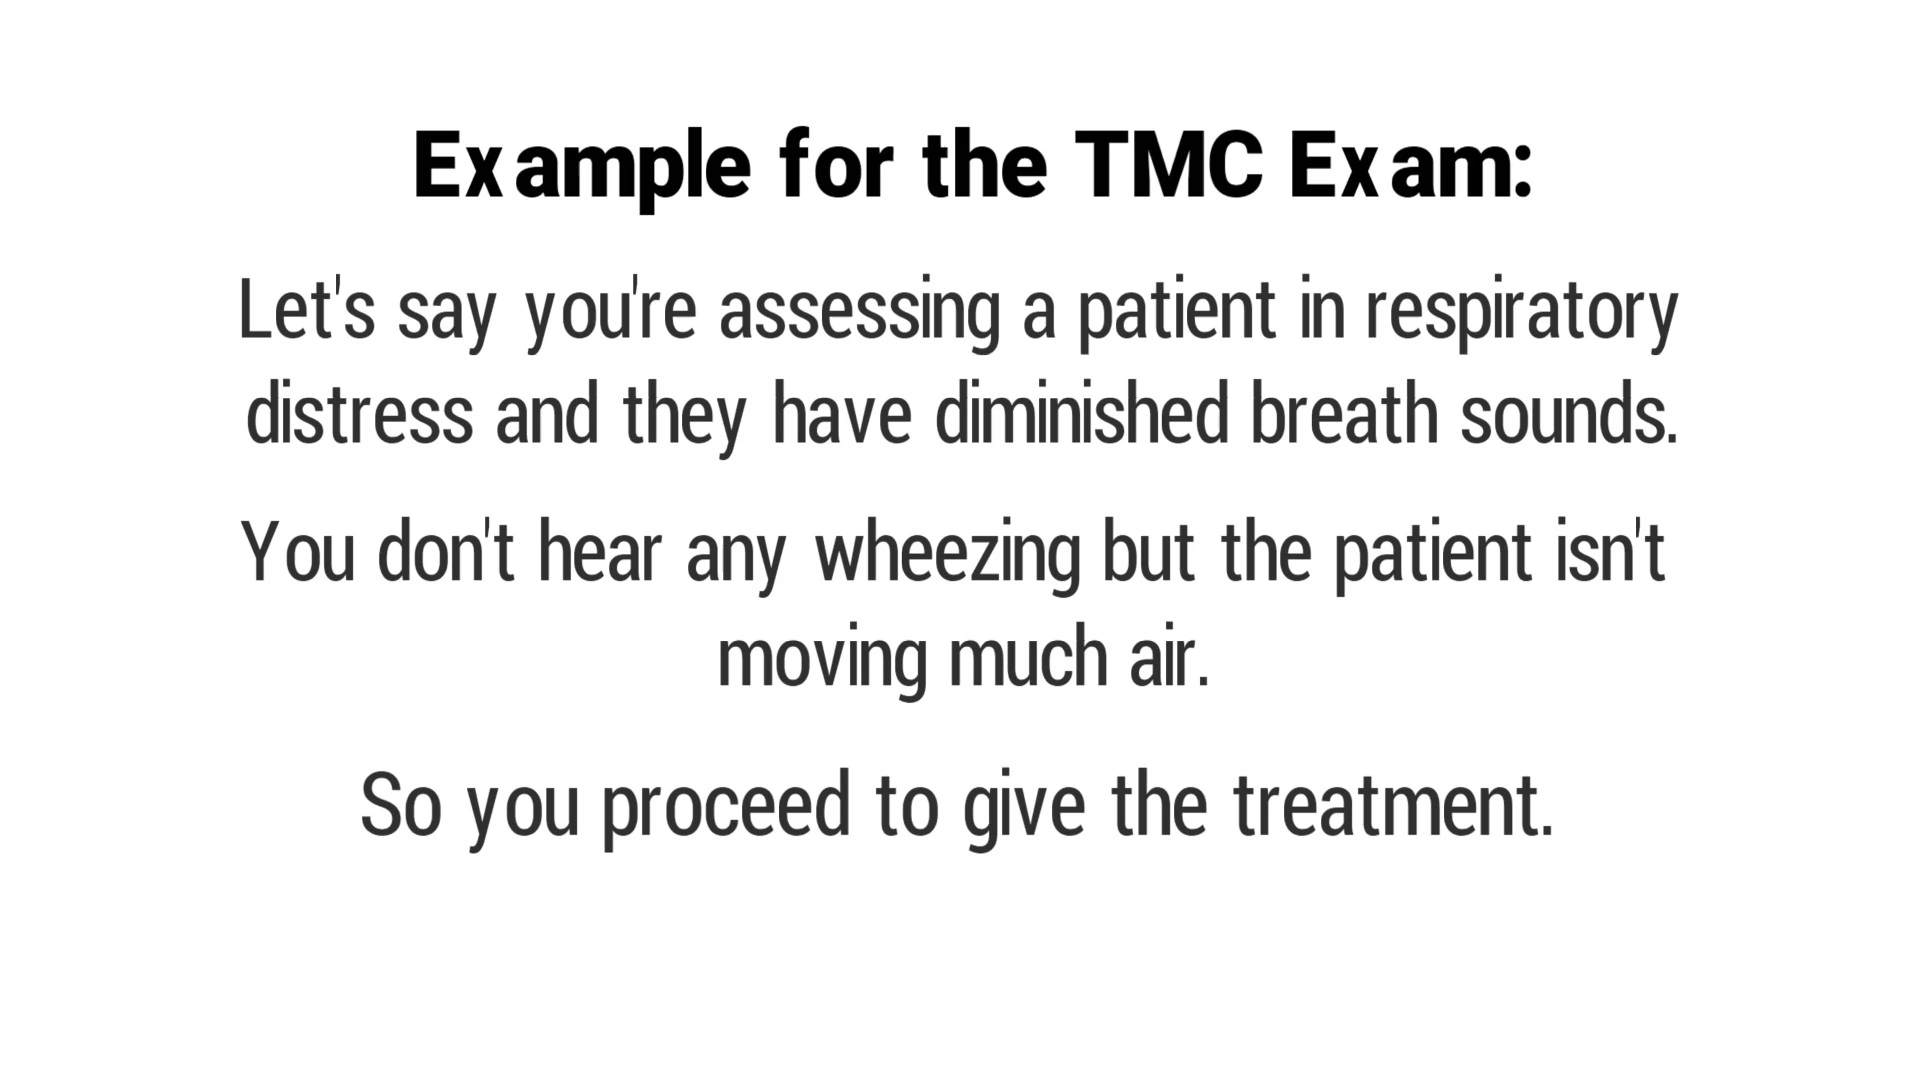 Example for the TMC Exam:
Let's say you're assessing a patient in respiratory
distress and they have diminished breath sounds.
You don't hear any wheezing but the patient isn't
moving much air.
So you proceed to give the treatment.